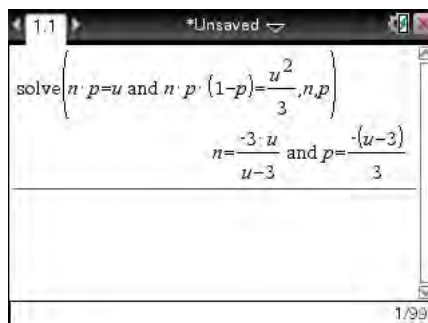 1.1 *Unsaved
solve(n·p=u and n·p·(1-p)=u²/3,n,p)
n=-3·u/u-3 and p=-(u-3)/3
1/99